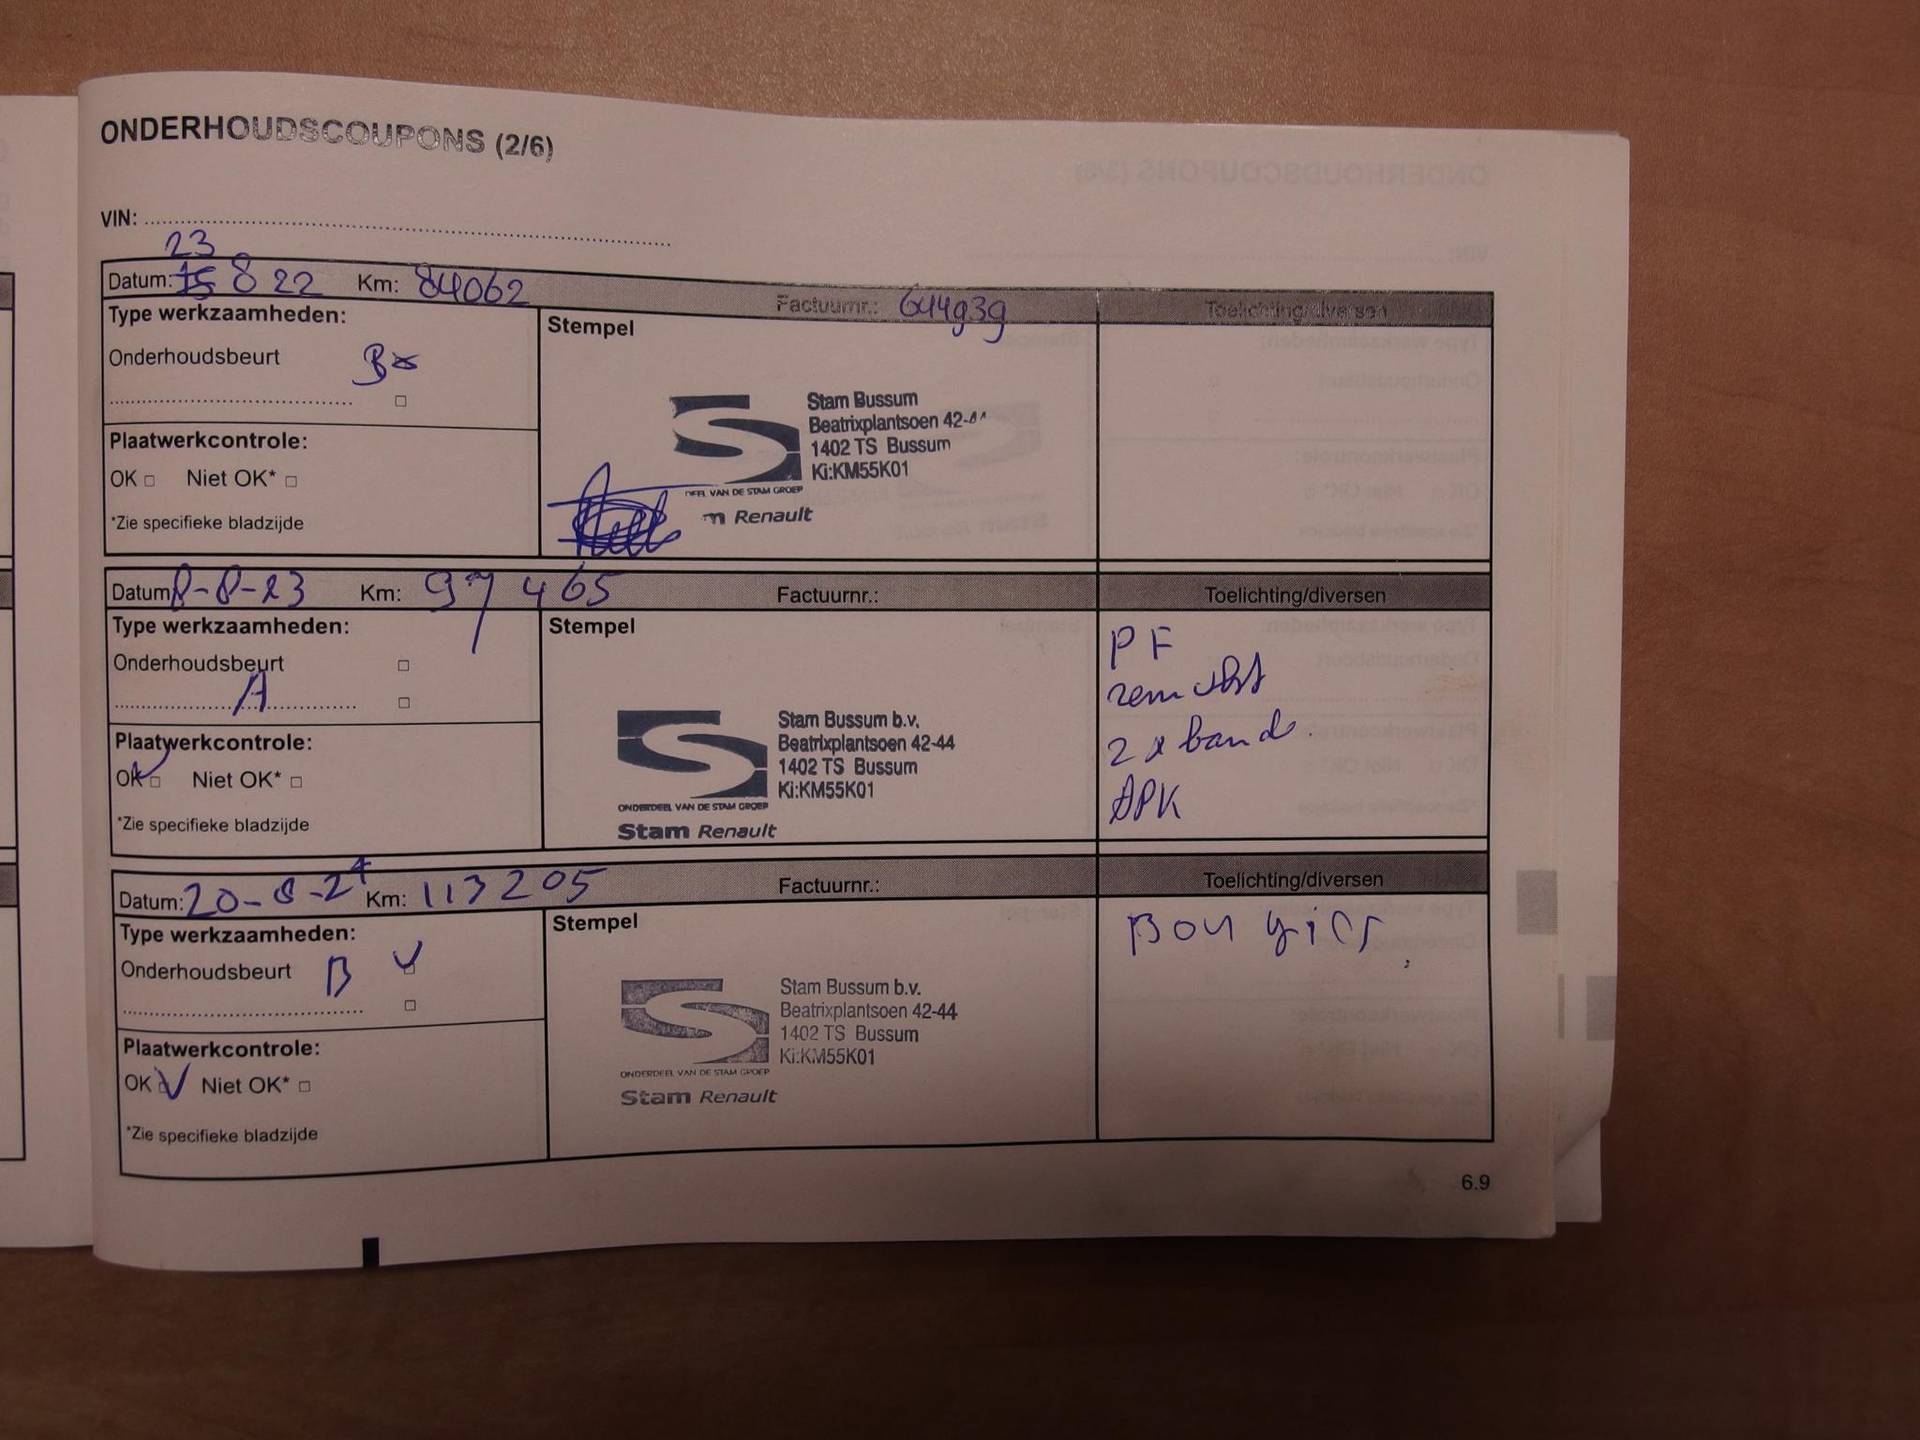 ONDERHOUDSCOUPONS (2/6)
VIN:
23
Datum: 15 8 22 Km: 84062 Factuurnr.: 644939 Toelichting/diversen
Type werkzaamheden: Stempel
Onderhoudsbeurt B
Stam Bussum
Beatrixplantsoen 42-44
1402 TS Bussum
Ki:KM55K01
DEEL VAN DE STAM GROEP
m Renault
Plaatwerkcontrole:
OK □ Niet OK* □
*Zie specifieke bladzijde
Datum: 8-8-23 Km: 97465 Factuurnr.: Toelichting/diversen
Type werkzaamheden: Stempel
Onderhoudsbeurt □
A □
Stam Bussum b.v.
Beatrixplantsoen 42-44
1402 TS Bussum
Ki:KM55K01
ONDERDEEL VAN DE STAM GROEP
Stam Renault
PF
2 x band
APK
Plaatwerkcontrole:
OK □ Niet OK* □
*Zie specifieke bladzijde
Datum: 20-8-24 Km: 113205 Factuurnr.: Toelichting/diversen
Type werkzaamheden: Stempel
Onderhoudsbeurt B
Stam Bussum b.v.
Beatrixplantsoen 42-44
1402 TS Bussum
Ki:KM55K01
ONDERDEEL VAN DE STAM GROEP
Stam Renault
Bougies
Plaatwerkcontrole:
OK □ Niet OK* □
*Zie specifieke bladzijde
6.9